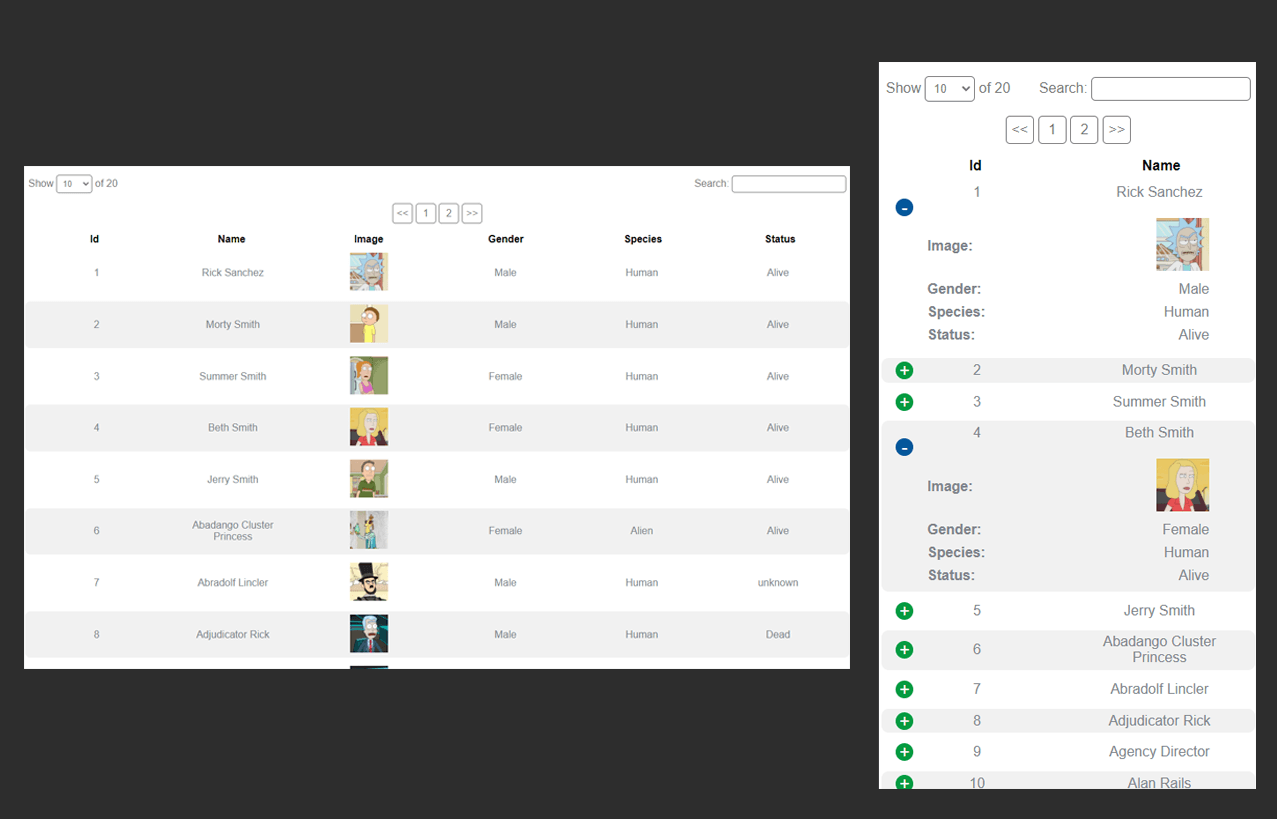 Show 10 of 20 Search:
<< 1 2 >>
Id Name Image Gender Species Status
1 Rick Sanchez Male Human Alive
2 Morty Smith Male Human Alive
3 Summer Smith Female Human Alive
4 Beth Smith Female Human Alive
5 Jerry Smith Male Human Alive
6 Abadango Cluster Princess Female Alien Alive
7 Abradolf Lincler Male Human unknown
8 Adjudicator Rick Male Human Dead
Show 10 of 20 Search:
<< 1 2 >>
Id Name
1 Rick Sanchez
-
Image:
Gender: Male
Species: Human
Status: Alive
+ 2 Morty Smith
+ 3 Summer Smith
4 Beth Smith
-
Image:
Gender: Female
Species: Human
Status: Alive
+ 5 Jerry Smith
+ 6 Abadango Cluster Princess
+ 7 Abradolf Lincler
+ 8 Adjudicator Rick
+ 9 Agency Director
+ 10 Alan Rails